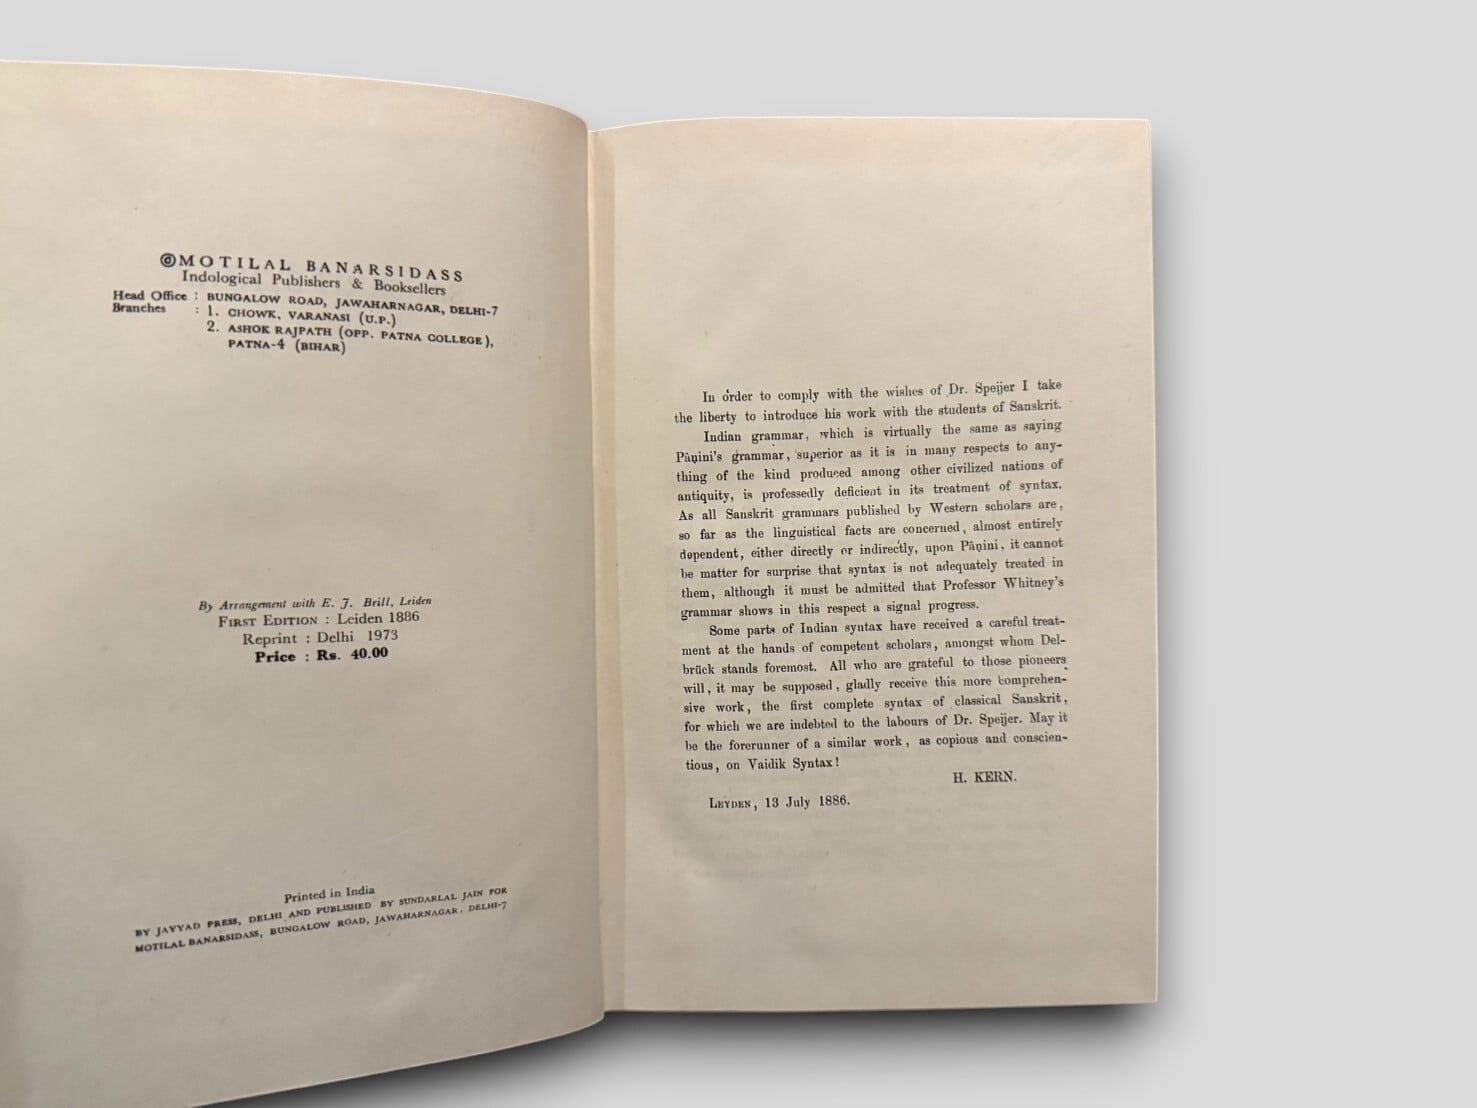 ©MOTILAL BANARSIDASS
Indological Publishers & Booksellers
Head Office : BUNGALOW ROAD, JAWAHARNAGAR, DELHI-7
Branches : 1. CHOWK, VARANASI (U.P.)
2. ASHOK RAJPATH (OPP. PATNA COLLEGE),
PATNA-4 (BIHAR)
By Arrangement with E. J. Brill, Leiden
FIRST EDITION : Leiden 1886
Reprint : Delhi 1973
Price : Rs. 40.00
Printed in India
BY JAYYAD PRESS, DELHI AND PUBLISHED BY SUNDARLAL JAIN FOR
MOTILAL BANARSIDASS, BUNGALOW ROAD, JAWAHARNAGAR, DELHI-7
In order to comply with the wishes of Dr. Speijer I take
the liberty to introduce his work with the students of Sanskrit.
Indian grammar, which is virtually the same as saying
Pâṇini's grammar, superior as it is in many respects to any-
thing of the kind produced among other civilized nations of
antiquity, is professedly deficient in its treatment of syntax.
As all Sanskrit grammars published by Western scholars are,
so far as the linguistical facts are concerned, almost entirely
dependent, either directly or indirectly, upon Pâṇini, it cannot
be matter for surprise that syntax is not adequately treated in
them, although it must be admitted that Professor Whitney's
grammar shows in this respect a signal progress.
Some parts of Indian syntax have received a careful treat-
ment at the hands of competent scholars, amongst whom Del-
brück stands foremost. All who are grateful to those pioneers
will, it may be supposed, gladly receive this more comprehen-
sive work, the first complete syntax of classical Sanskrit,
for which we are indebted to the labours of Dr. Speijer. May it
be the forerunner of a similar work, as copious and conscien-
tious, on Vaidik Syntax!
H. KERN.
LEYDEN, 13 July 1886.